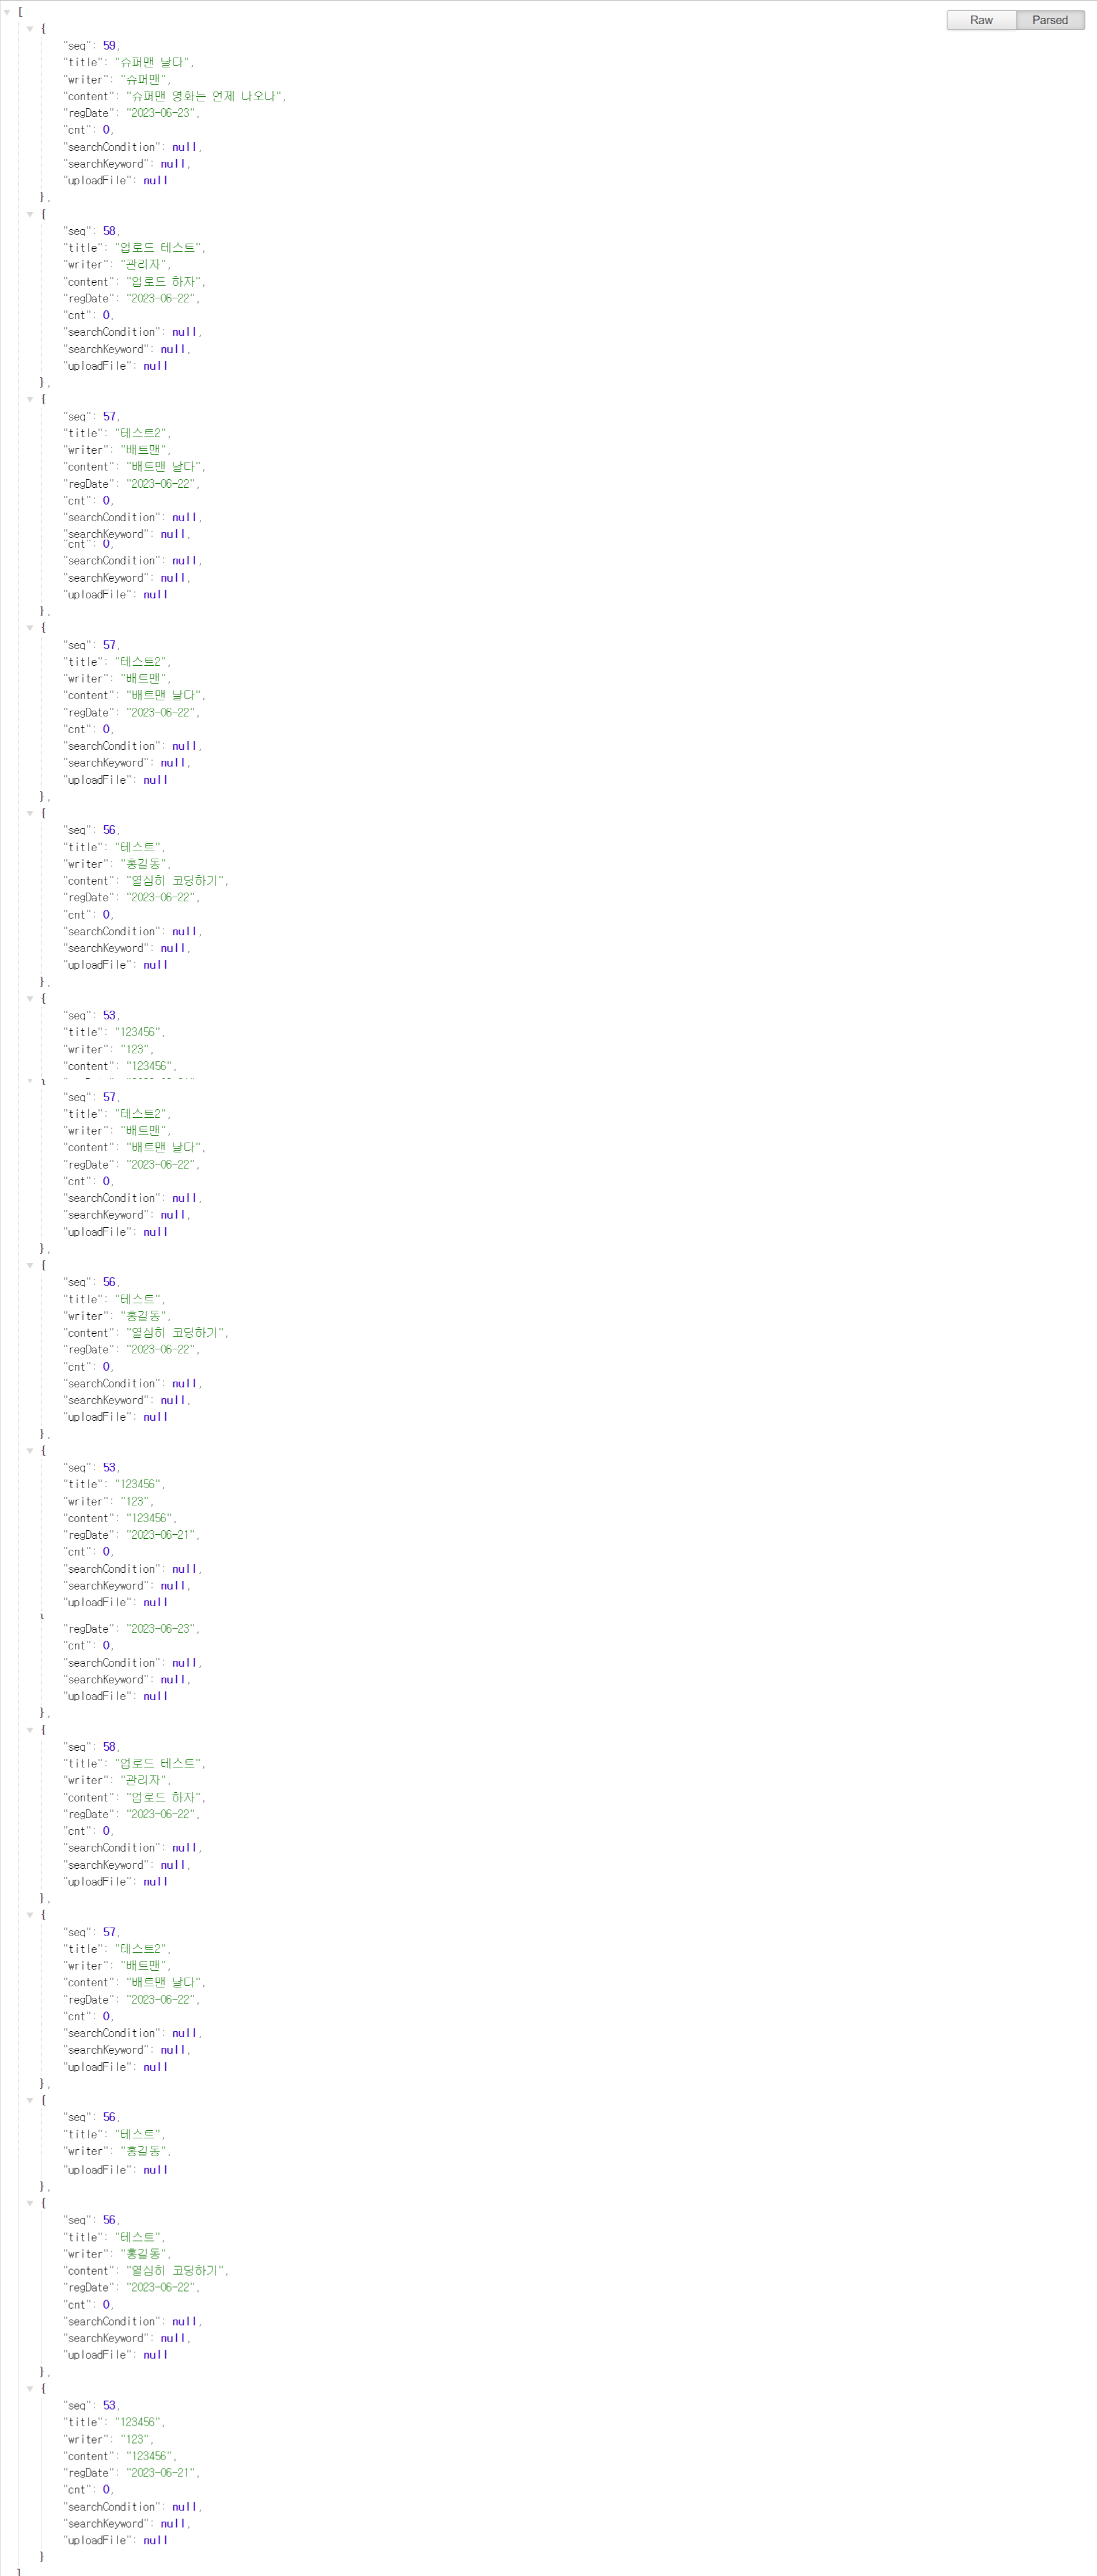 [
Raw Parsed
{
"seq": 59,
"title": "슈퍼맨 날다",
"writer": "슈퍼맨",
"content": "슈퍼맨 영화는 언제 나오나",
"regDate": "2023-06-23",
"cnt": 0,
"searchCondition": null,
"searchKeyword": null,
"uploadFile": null
},
{
"seq": 58,
"title": "업로드 테스트",
"writer": "관리자",
"content": "업로드 하자",
"regDate": "2023-06-22",
"cnt": 0,
"searchCondition": null,
"searchKeyword": null,
"uploadFile": null
},
{
"seq": 57,
"title": "테스트2",
"writer": "배트맨",
"content": "배트맨 날다",
"regDate": "2023-06-22",
"cnt": 0,
"searchCondition": null,
"searchKeyword": null,
"cnt": 0,
"searchCondition": null,
"searchKeyword": null,
"uploadFile": null
},
{
"seq": 57,
"title": "테스트2",
"writer": "배트맨",
"content": "배트맨 날다",
"regDate": "2023-06-22",
"cnt": 0,
"searchCondition": null,
"searchKeyword": null,
"uploadFile": null
},
{
"seq": 56,
"title": "테스트",
"writer": "홍길동",
"content": "열심히 코딩하기",
"regDate": "2023-06-22",
"cnt": 0,
"searchCondition": null,
"searchKeyword": null,
"uploadFile": null
},
{
"seq": 53,
"title": "123456",
"writer": "123",
"content": "123456",
"seq": 57,
"title": "테스트2",
"writer": "배트맨",
"content": "배트맨 날다",
"regDate": "2023-06-22",
"cnt": 0,
"searchCondition": null,
"searchKeyword": null,
"uploadFile": null
},
{
"seq": 56,
"title": "테스트",
"writer": "홍길동",
"content": "열심히 코딩하기",
"regDate": "2023-06-22",
"cnt": 0,
"searchCondition": null,
"searchKeyword": null,
"uploadFile": null
},
{
"seq": 53,
"title": "123456",
"writer": "123",
"content": "123456",
"regDate": "2023-06-21",
"cnt": 0,
"searchCondition": null,
"searchKeyword": null,
"uploadFile": null
"regDate": "2023-06-23",
"cnt": 0,
"searchCondition": null,
"searchKeyword": null,
"uploadFile": null
},
{
"seq": 58,
"title": "업로드 테스트",
"writer": "관리자",
"content": "업로드 하자",
"regDate": "2023-06-22",
"cnt": 0,
"searchCondition": null,
"searchKeyword": null,
"uploadFile": null
},
{
"seq": 57,
"title": "테스트2",
"writer": "배트맨",
"content": "배트맨 날다",
"regDate": "2023-06-22",
"cnt": 0,
"searchCondition": null,
"searchKeyword": null,
"uploadFile": null
},
{
"seq": 56,
"title": "테스트",
"writer": "홍길동",
"uploadFile": null
},
{
"seq": 56,
"title": "테스트",
"writer": "홍길동",
"content": "열심히 코딩하기",
"regDate": "2023-06-22",
"cnt": 0,
"searchCondition": null,
"searchKeyword": null,
"uploadFile": null
},
{
"seq": 53,
"title": "123456",
"writer": "123",
"content": "123456",
"regDate": "2023-06-21",
"cnt": 0,
"searchCondition": null,
"searchKeyword": null,
"uploadFile": null
}
]